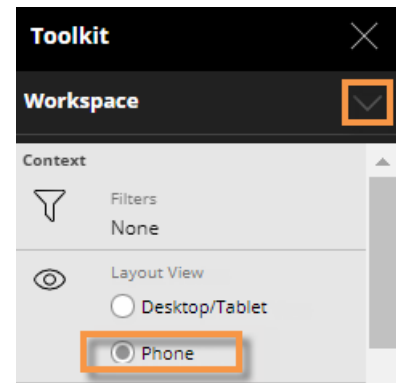 Toolkit
Workspace
Context
Filters
None
Layout View
Desktop/Tablet
Phone